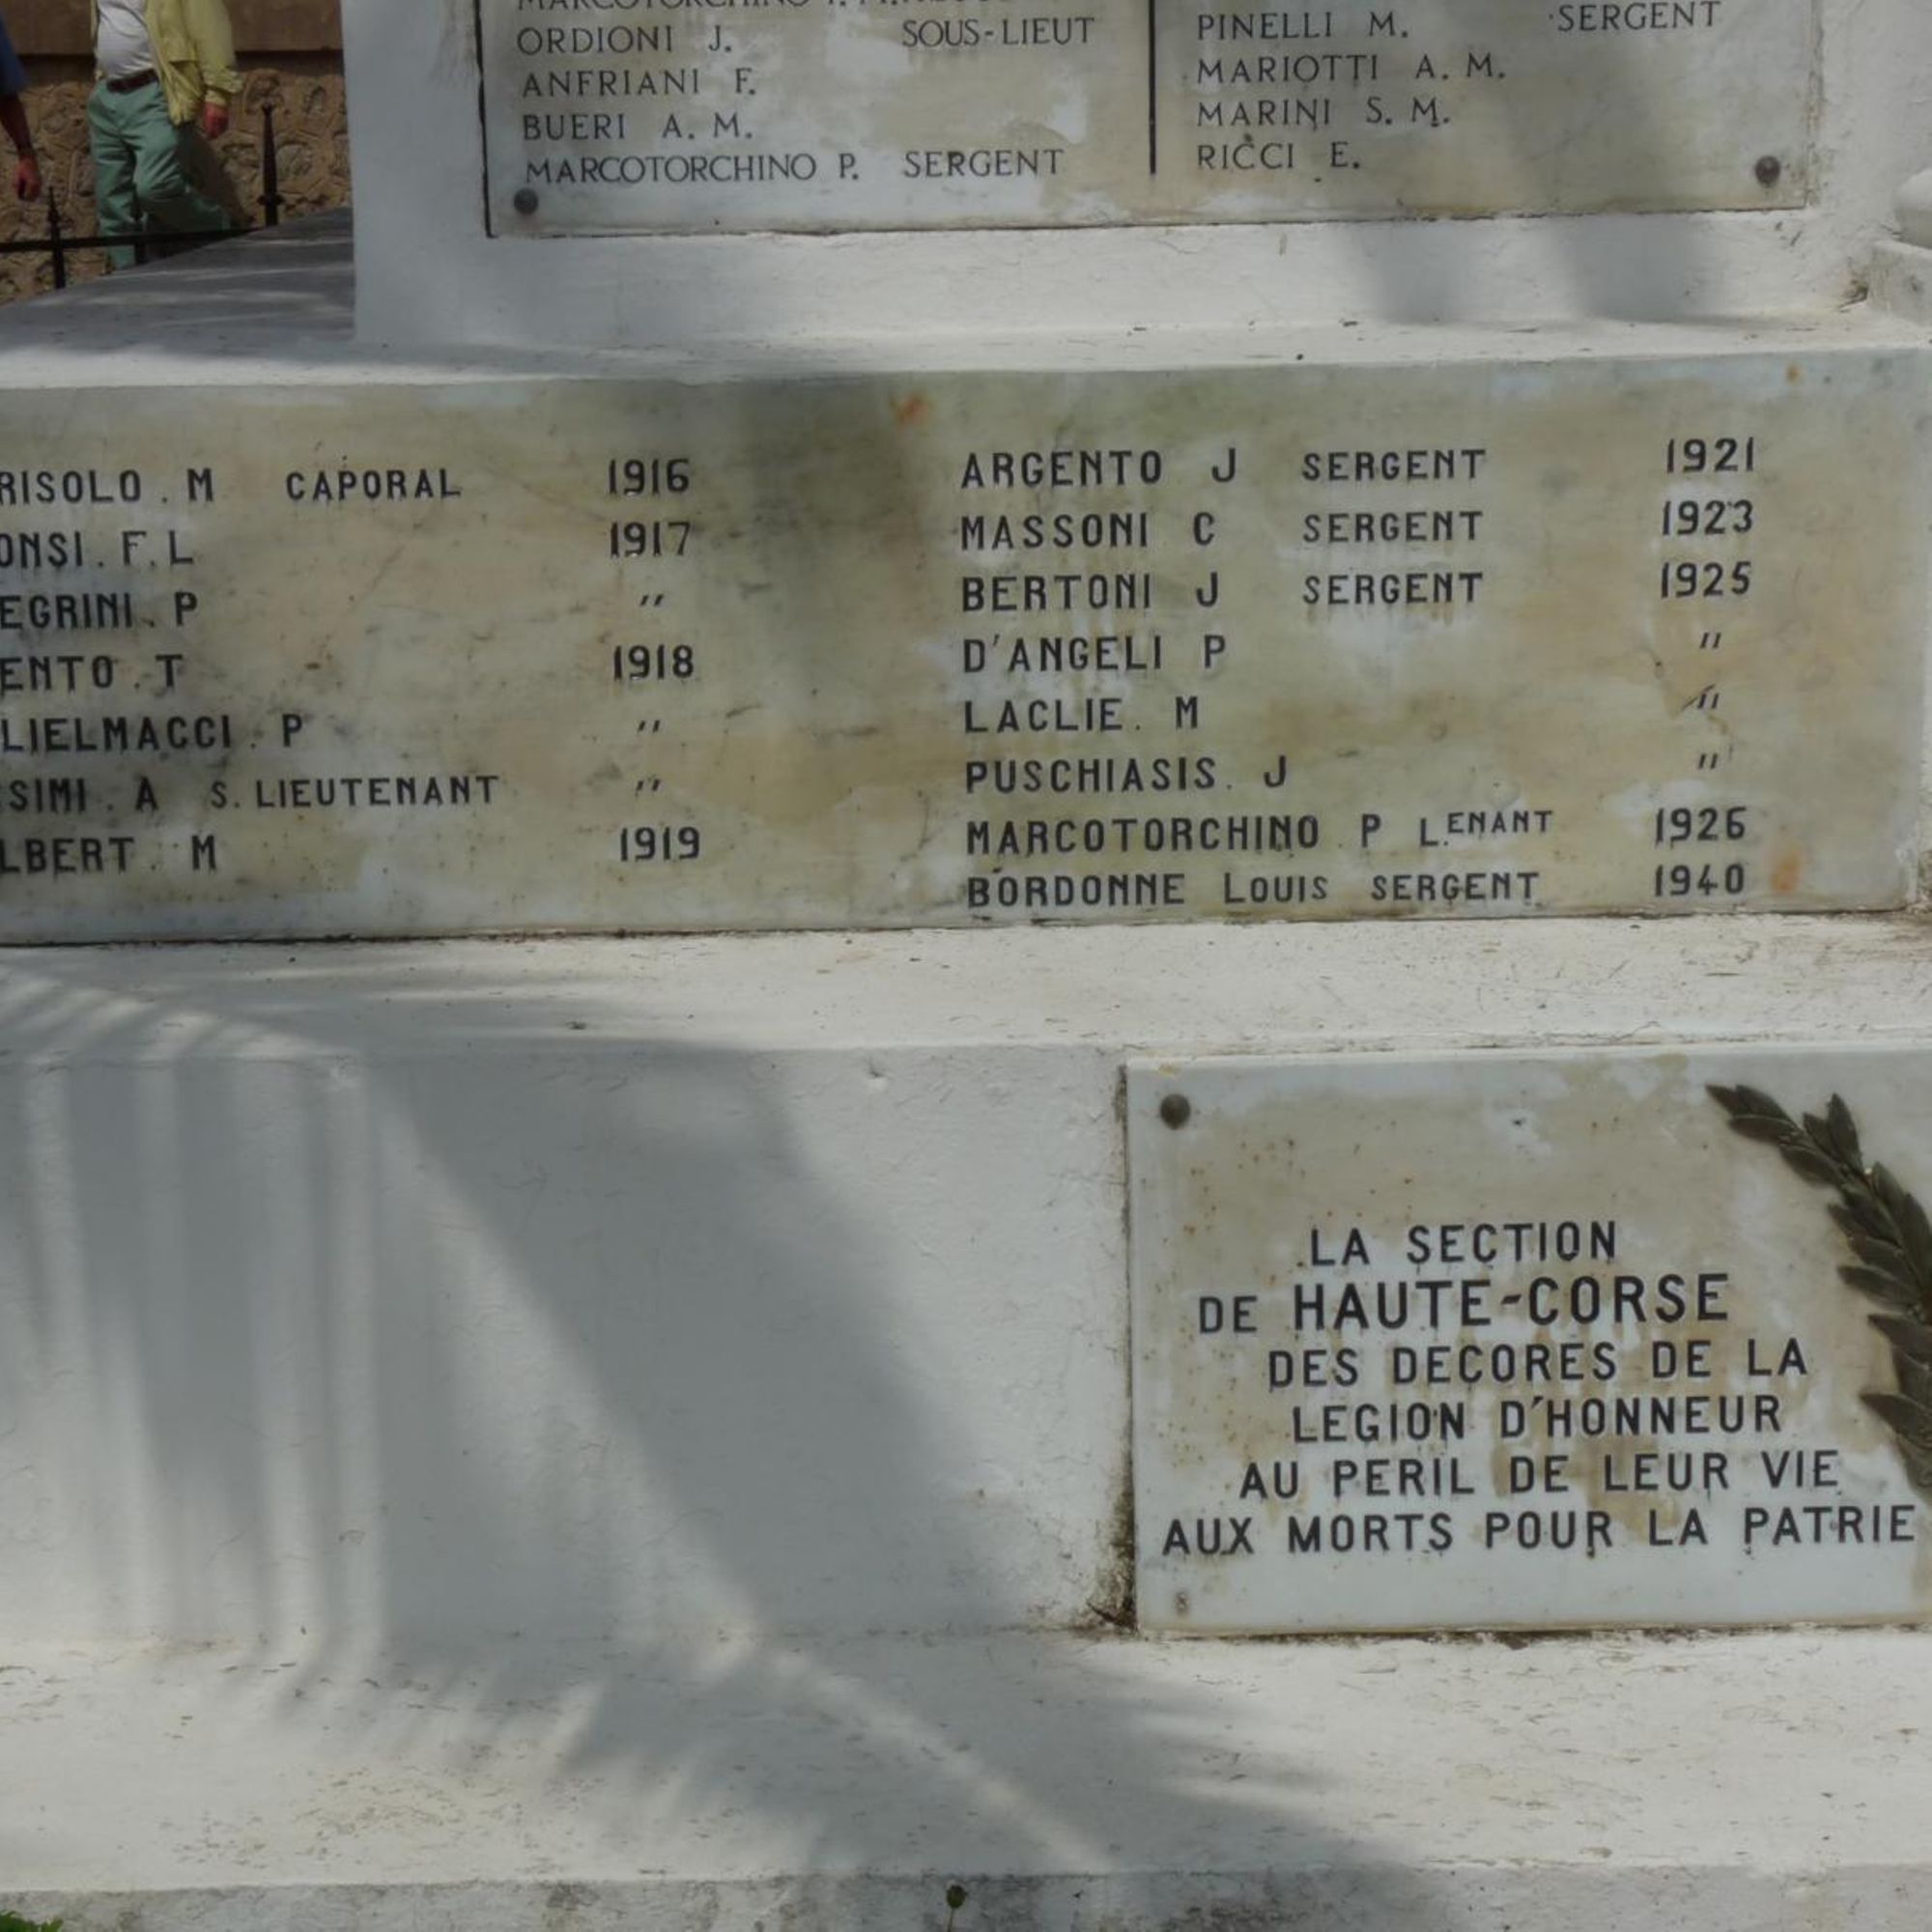 ORDIONI J. SOUS-LIEUT
ANFRIANI F.
BUERI A. M.
MARCOTORCHINO P. SERGENT
PINELLI M. SERGENT
MARIOTTI A. M.
MARINI S. M.
RICCI E.
RISOLO . M CAPORAL 1916
ONSI . F. L 1917
EGRINI . P "
ENTO . T 1918
LIELMACCI . P "
SIMI . A S. LIEUTENANT "
LBERT . M 1919
ARGENTO J SERGENT 1921
MASSONI C SERGENT 1923
BERTONI J SERGENT 1925
D'ANGELI P "
LACLIE . M "
PUSCHIASIS . J "
MARCOTORCHINO P L.ENANT 1926
BORDONNE LOUIS SERGENT 1940
LA SECTION
DE HAUTE-CORSE
DES DECORES DE LA
LEGION D'HONNEUR
AU PERIL DE LEUR VIE
AUX MORTS POUR LA PATRIE